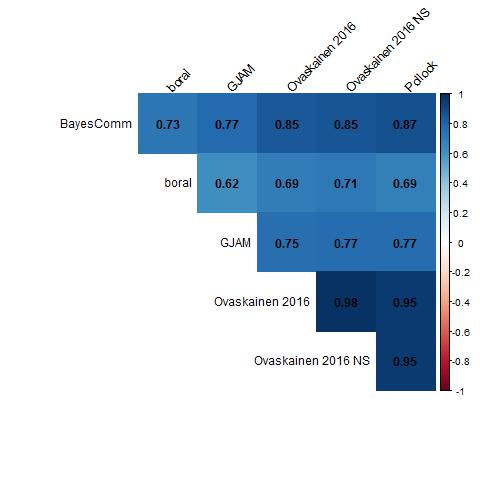 boral
GJAM
Ovaskainen 2016
Ovaskainen 2016 NS
Pollock
BayesComm
0.73
0.77
0.85
0.85
0.87
boral
0.62
0.69
0.71
0.69
GJAM
0.75
0.77
0.77
Ovaskainen 2016
0.98
0.95
Ovaskainen 2016 NS
0.95
1
0.8
0.6
0.4
0.2
0
-0.2
-0.4
-0.6
-0.8
-1